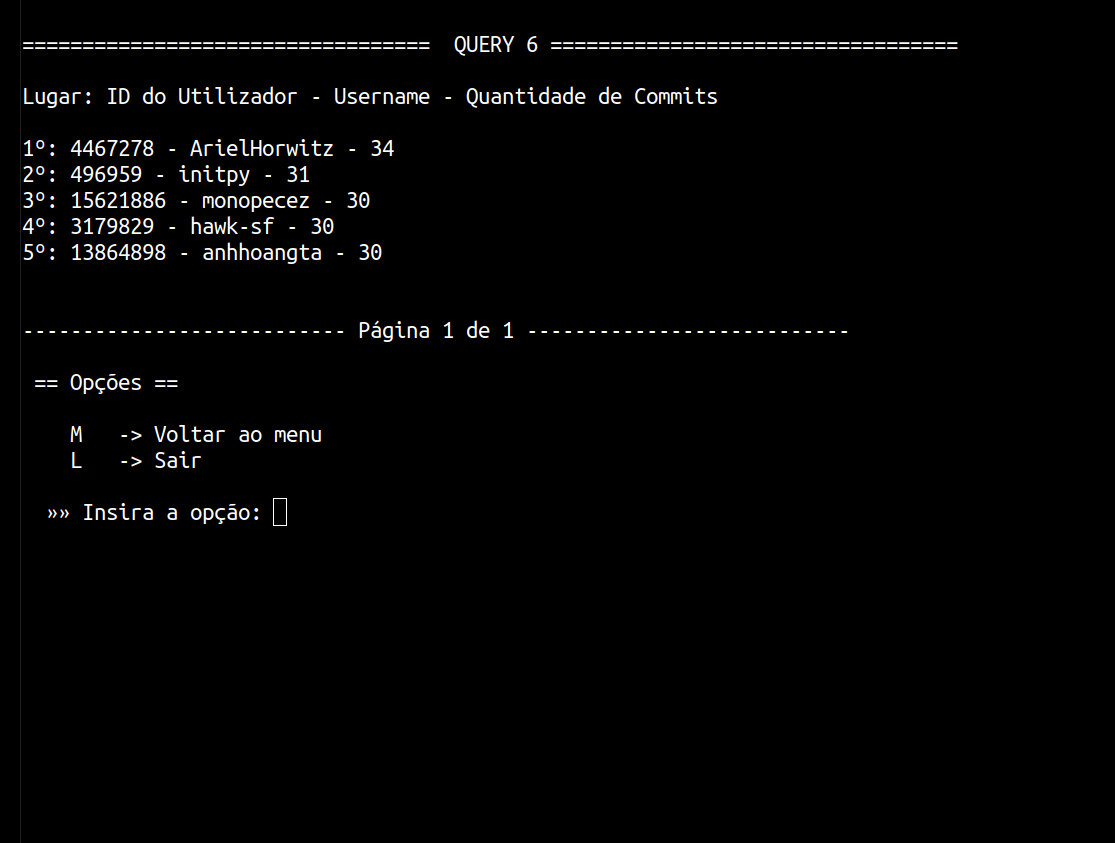 ================================== QUERY 6 ==================================
Lugar: ID do Utilizador - Username - Quantidade de Commits
1º: 4467278 - ArielHorwitz - 34
2º: 496959 - initpy - 31
3º: 15621886 - monopecez - 30
4º: 3179829 - hawk-sf - 30
5º: 13864898 - anhhoangta - 30
--------------------------- Página 1 de 1 ---------------------------
== Opções ==
M -> Voltar ao menu
L -> Sair
»» Insira a opção: